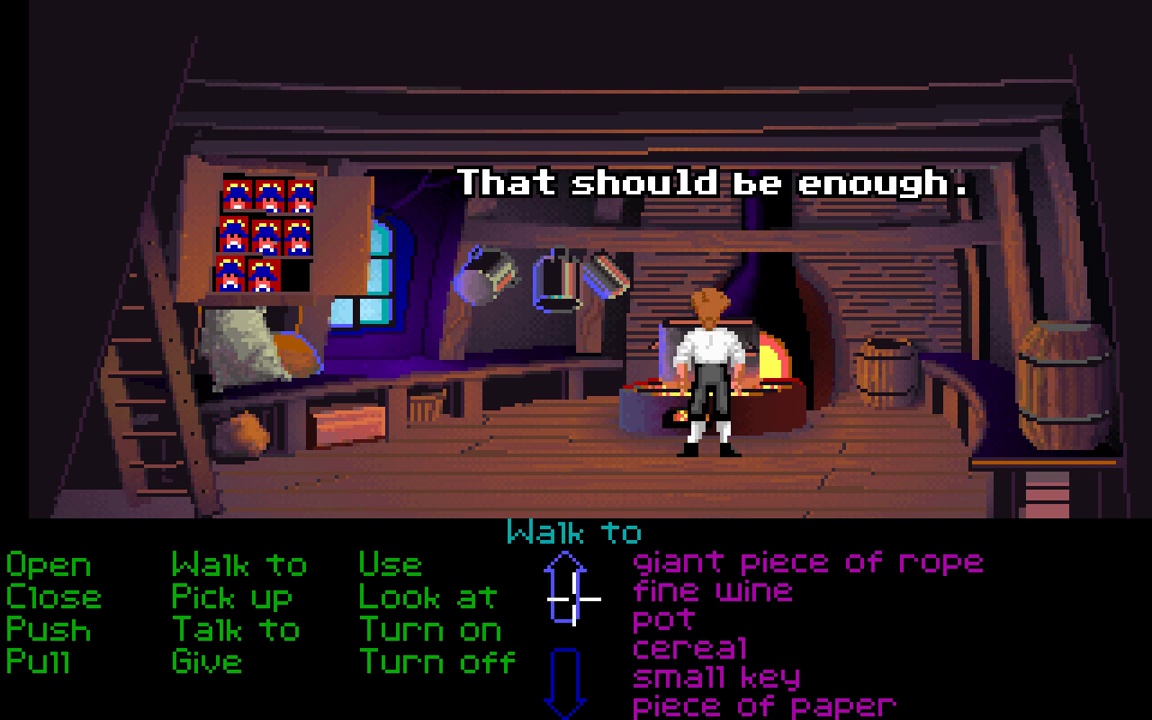 That should be enough.
Walk to
Open Walk to Use
Close Pick up Look at
Push Talk to Turn on
Pull Give Turn off
giant piece of rope
fine wine
pot
cereal
small key
piece of paper